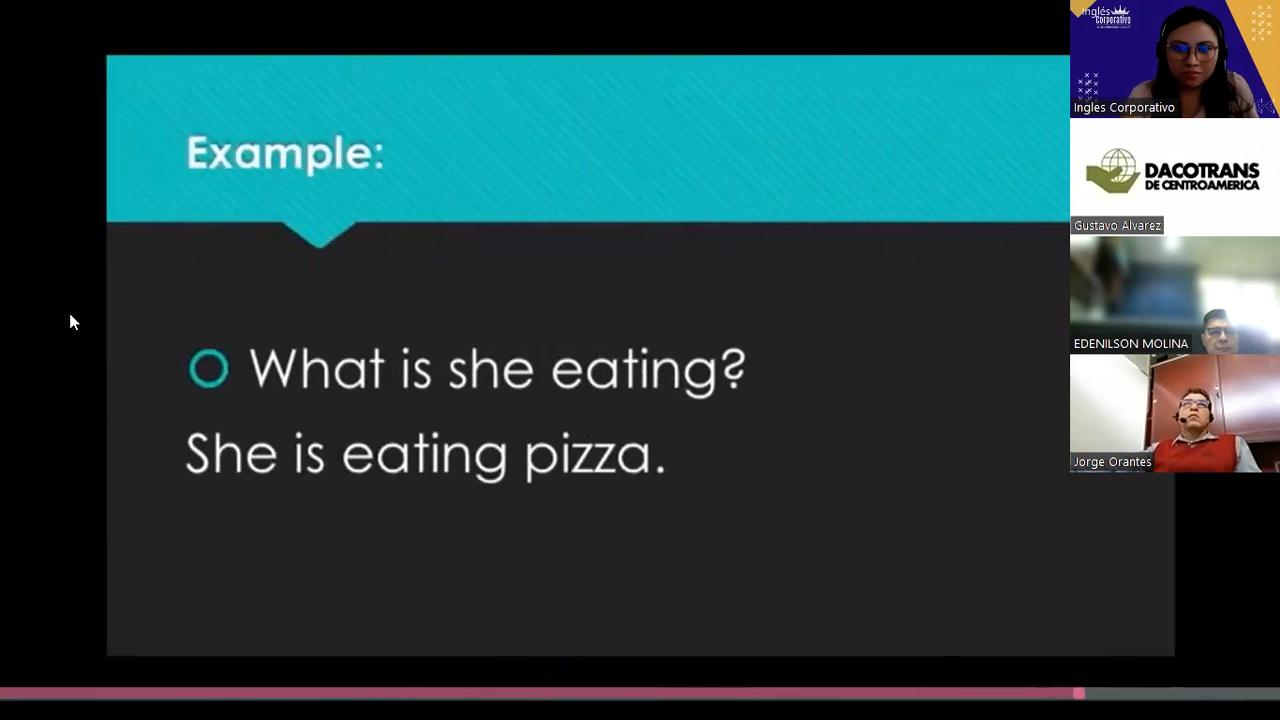 Example:
What is she eating?
She is eating pizza.
Inglés
Corporativo
Ingles Corporativo
DACOTRANS
DE CENTROAMERICA
Gustavo Alvarez
EDENILSON MOLINA
Jorge Orantes